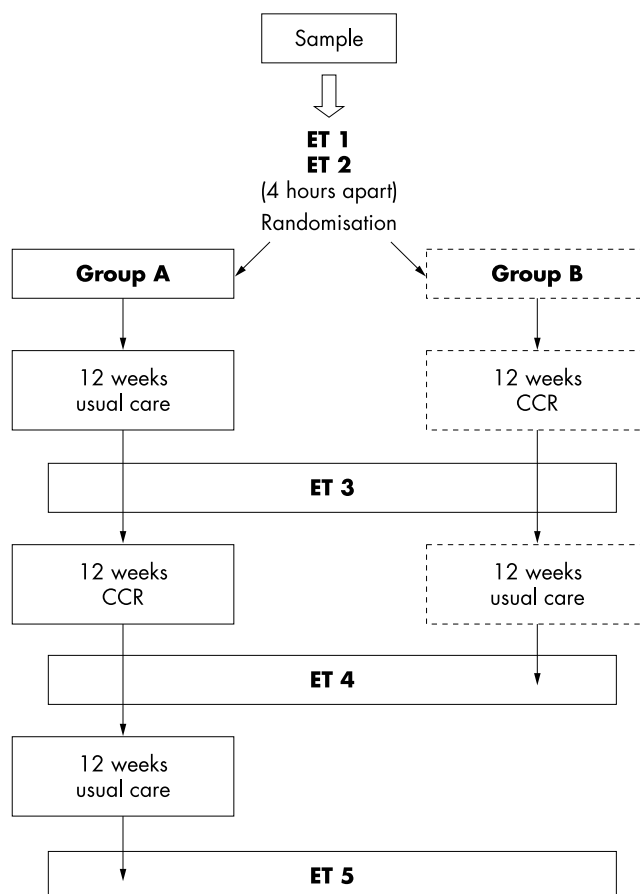 Sample
ET 1
ET 2
(4 hours apart)
Randomisation
Group A
Group B
12 weeks
usual care
12 weeks
CCR
ET 3
12 weeks
CCR
12 weeks
usual care
ET 4
12 weeks
usual care
ET 5